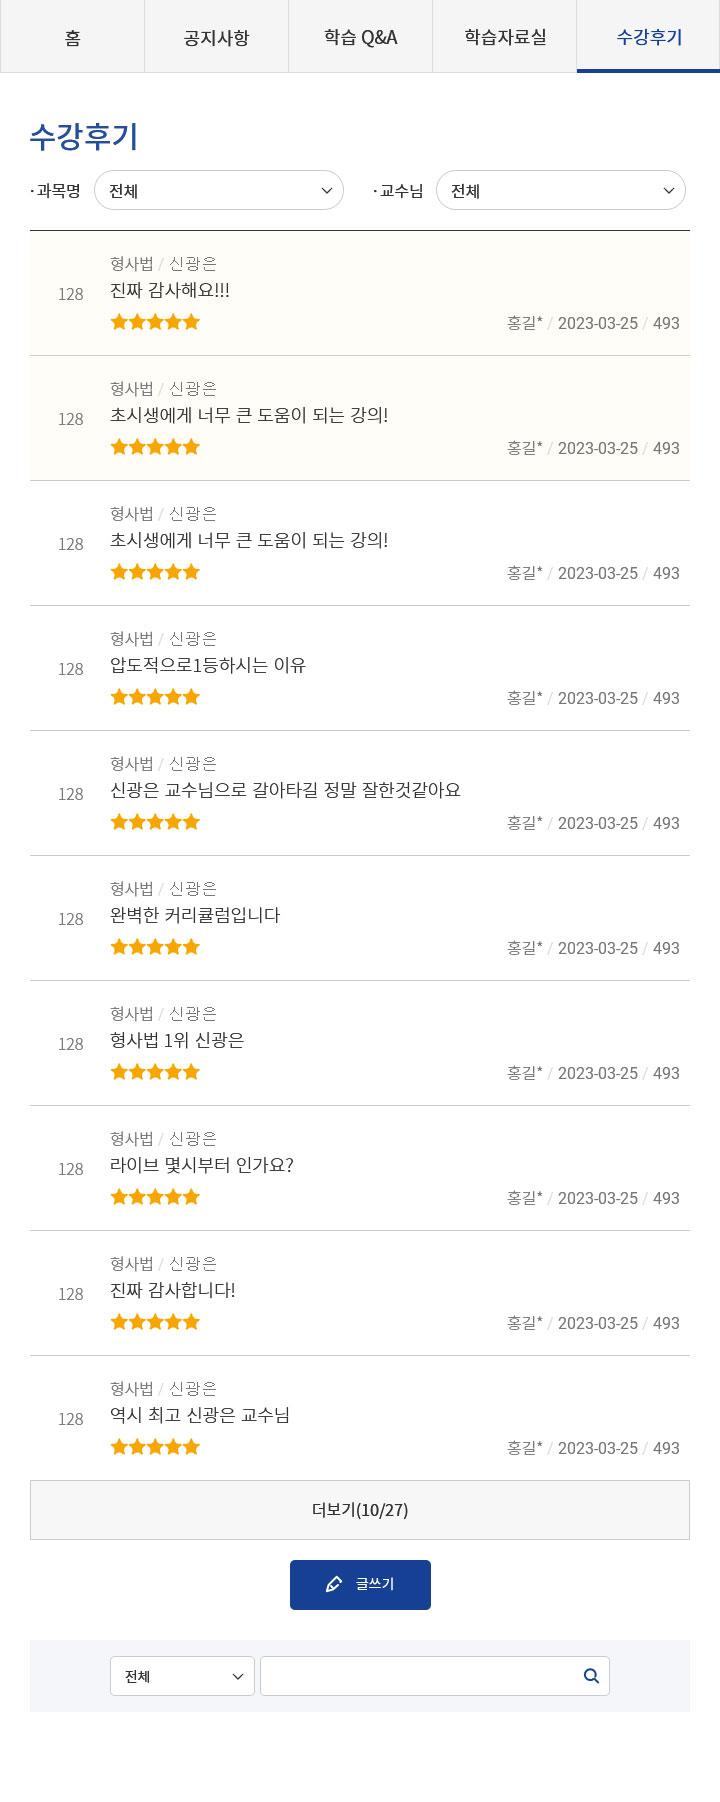 홈 공지사항 학습 Q&A 학습자료실 수강후기
수강후기
· 과목명 전체 · 교수님 전체
형사법 / 신광은
128 진짜 감사해요!!!
홍길* / 2023-03-25 / 493
형사법 / 신광은
128 초시생에게 너무 큰 도움이 되는 강의!
홍길* / 2023-03-25 / 493
형사법 / 신광은
128 초시생에게 너무 큰 도움이 되는 강의!
홍길* / 2023-03-25 / 493
형사법 / 신광은
128 압도적으로1등하시는 이유
홍길* / 2023-03-25 / 493
형사법 / 신광은
128 신광은 교수님으로 갈아타길 정말 잘한것같아요
홍길* / 2023-03-25 / 493
형사법 / 신광은
128 완벽한 커리큘럼입니다
홍길* / 2023-03-25 / 493
형사법 / 신광은
128 형사법 1위 신광은
홍길* / 2023-03-25 / 493
형사법 / 신광은
128 라이브 몇시부터 인가요?
홍길* / 2023-03-25 / 493
형사법 / 신광은
128 진짜 감사합니다!
홍길* / 2023-03-25 / 493
형사법 / 신광은
128 역시 최고 신광은 교수님
홍길* / 2023-03-25 / 493
더보기(10/27)
글쓰기
전체